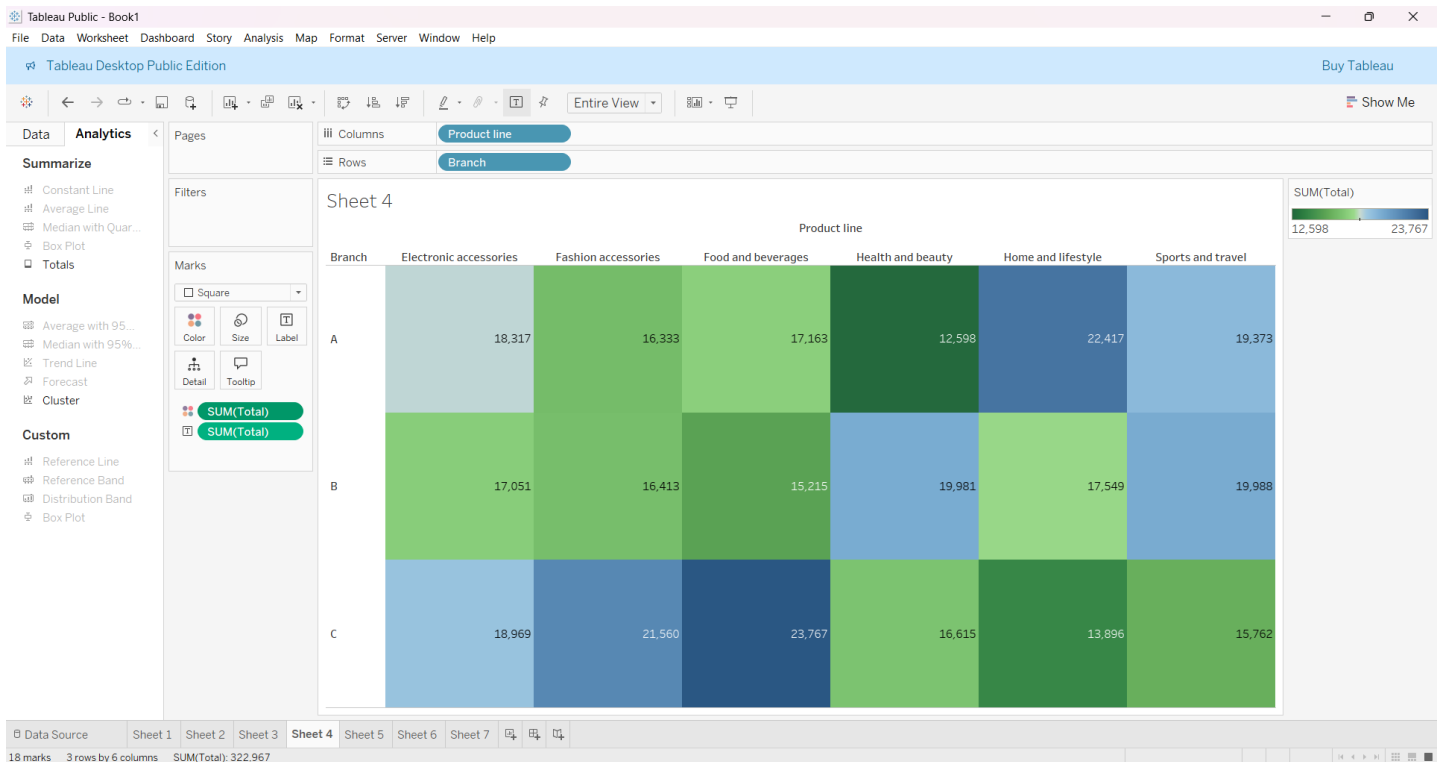 Tableau Public - Book1
File Data Worksheet Dashboard Story Analysis Map Format Server Window Help
Tableau Desktop Public Edition
Buy Tableau
Entire View
Show Me
Data Analytics
Summarize
Constant Line
Average Line
Median with Quar...
Box Plot
Totals
Model
Average with 95...
Median with 95%...
Trend Line
Forecast
Cluster
Custom
Reference Line
Reference Band
Distribution Band
Box Plot
Pages
Filters
Marks
Square
Color Size Label
Detail Tooltip
SUM(Total)
SUM(Total)
Columns Product line
Rows Branch
Sheet 4
Product line
Branch Electronic accessories Fashion accessories Food and beverages Health and beauty Home and lifestyle Sports and travel
A 18,317 16,333 17,163 12,598 22,417 19,373
B 17,051 16,413 15,215 19,981 17,549 19,988
C 18,969 21,560 23,767 16,615 13,896 15,762
SUM(Total)
12,598 23,767
Data Source Sheet 1 Sheet 2 Sheet 3 Sheet 4 Sheet 5 Sheet 6 Sheet 7
18 marks 3 rows by 6 columns SUM(Total): 322,967